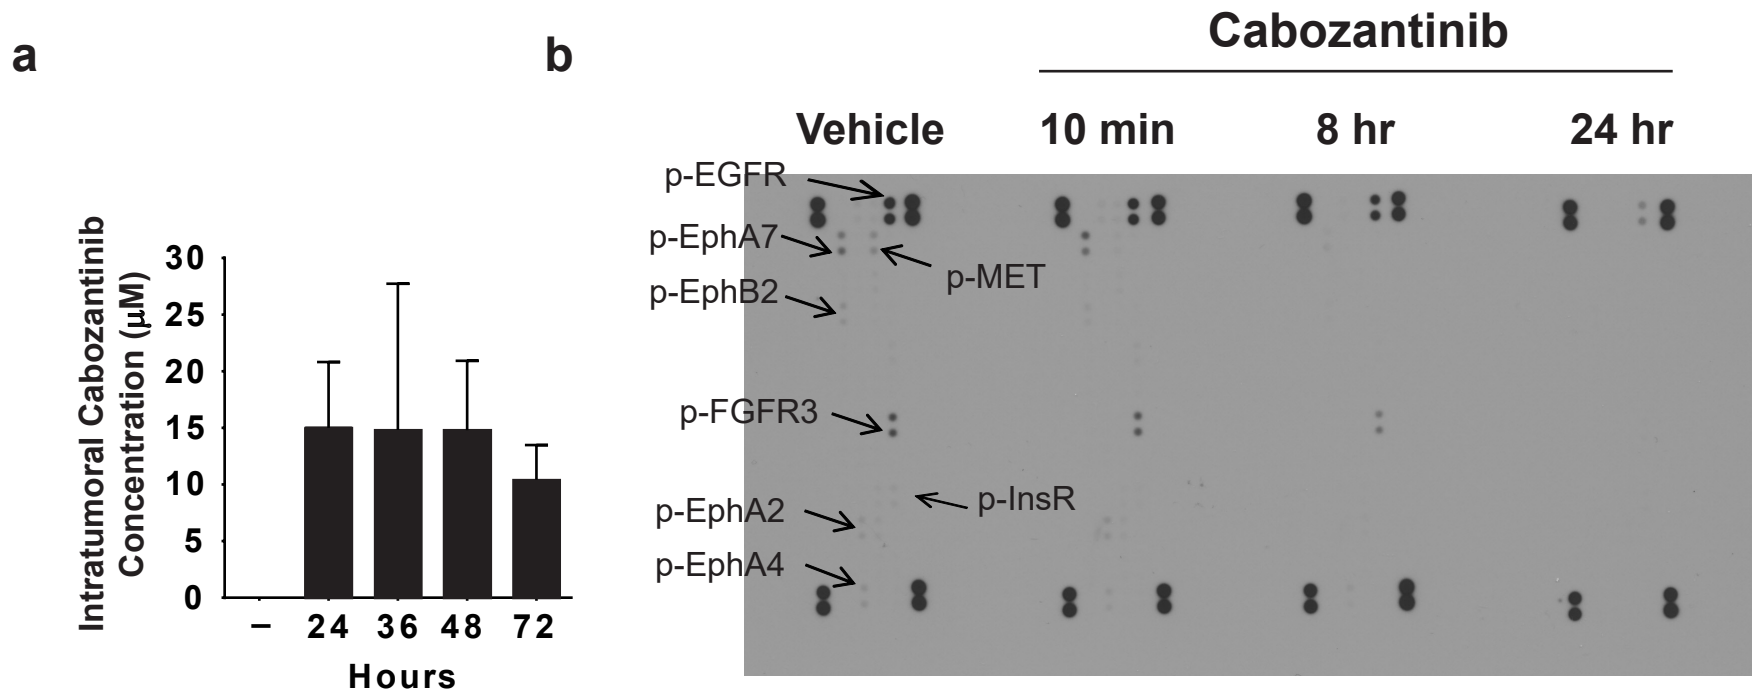 a
b
Cabozantinib
Vehicle
10 min
8 hr
24 hr
p-EGFR
p-EphA7
p-MET
p-EphB2
p-FGFR3
p-InsR
p-EphA2
p-EphA4
Intratumoral Cabozantinib
Concentration (µM)
30
25
20
15
10
5
0
– 24 36 48 72
Hours